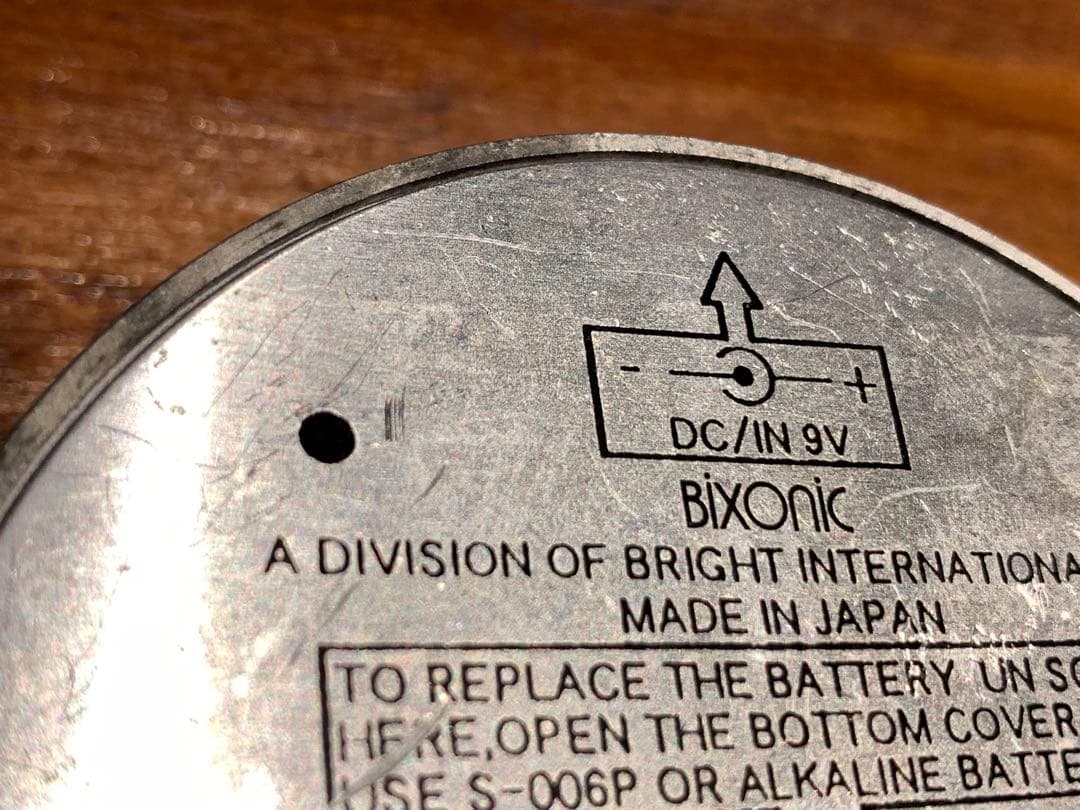 - +
DC/IN 9V
BiXOniC
A DIVISION OF BRIGHT INTERNATIONA
MADE IN JAPAN
TO REPLACE THE BATTERY UN SC
HERE,OPEN THE BOTTOM COVER
USE S-006P OR ALKALINE BATTE